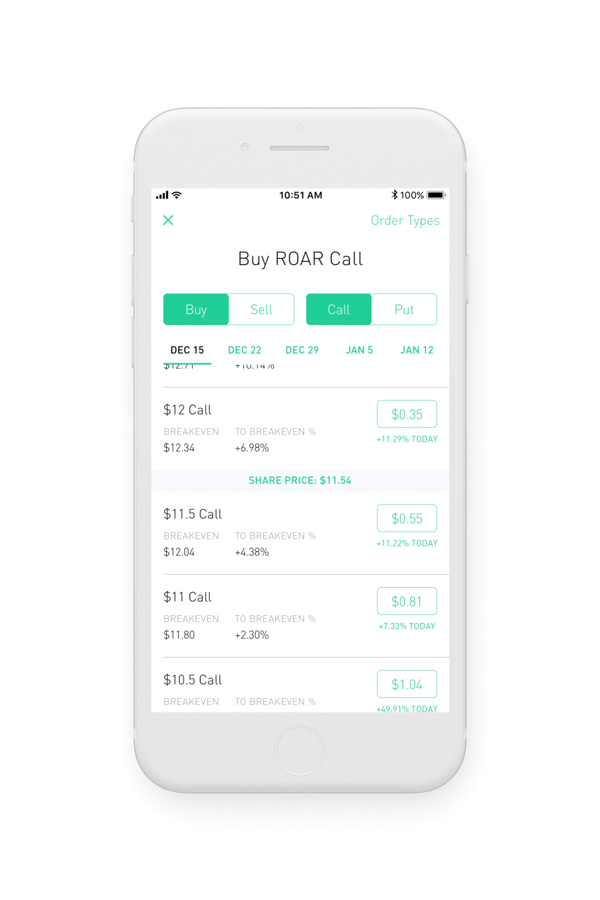 10:51 AM
100%
Order Types
Buy ROAR Call
Buy Sell Call Put
DEC 15 DEC 22 DEC 29 JAN 5 JAN 12
$12.71 +10.14%
$12 Call
$0.35
BREAKEVEN TO BREAKEVEN %
+11.29% TODAY
$12.34 +6.98%
SHARE PRICE: $11.54
$11.5 Call
$0.55
BREAKEVEN TO BREAKEVEN %
+11.22% TODAY
$12.04 +4.38%
$11 Call
$0.81
BREAKEVEN TO BREAKEVEN %
+7.33% TODAY
$11.80 +2.30%
$10.5 Call
$1.04
BREAKEVEN TO BREAKEVEN %
+49.91% TODAY